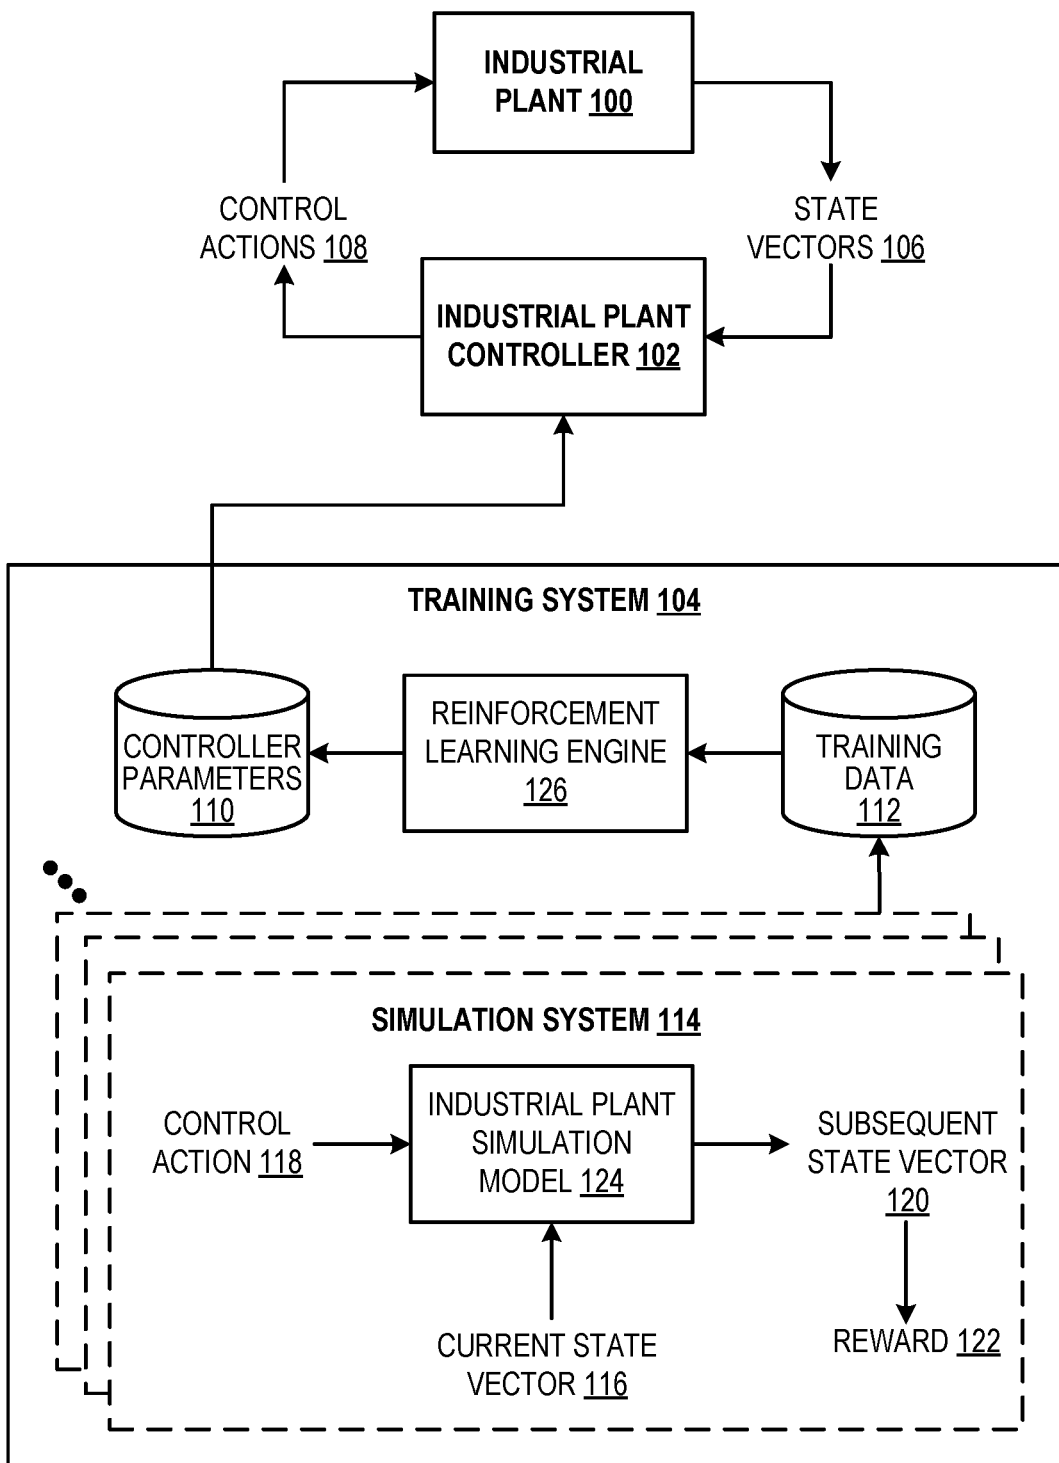 INDUSTRIAL
PLANT 100
CONTROL
ACTIONS 108
STATE
VECTORS 106
INDUSTRIAL PLANT
CONTROLLER 102
TRAINING SYSTEM 104
CONTROLLER
PARAMETERS
110
REINFORCEMENT
LEARNING ENGINE
126
TRAINING
DATA
112
SIMULATION SYSTEM 114
CONTROL
ACTION 118
INDUSTRIAL PLANT
SIMULATION
MODEL 124
SUBSEQUENT
STATE VECTOR
120
CURRENT STATE
VECTOR 116
REWARD 122